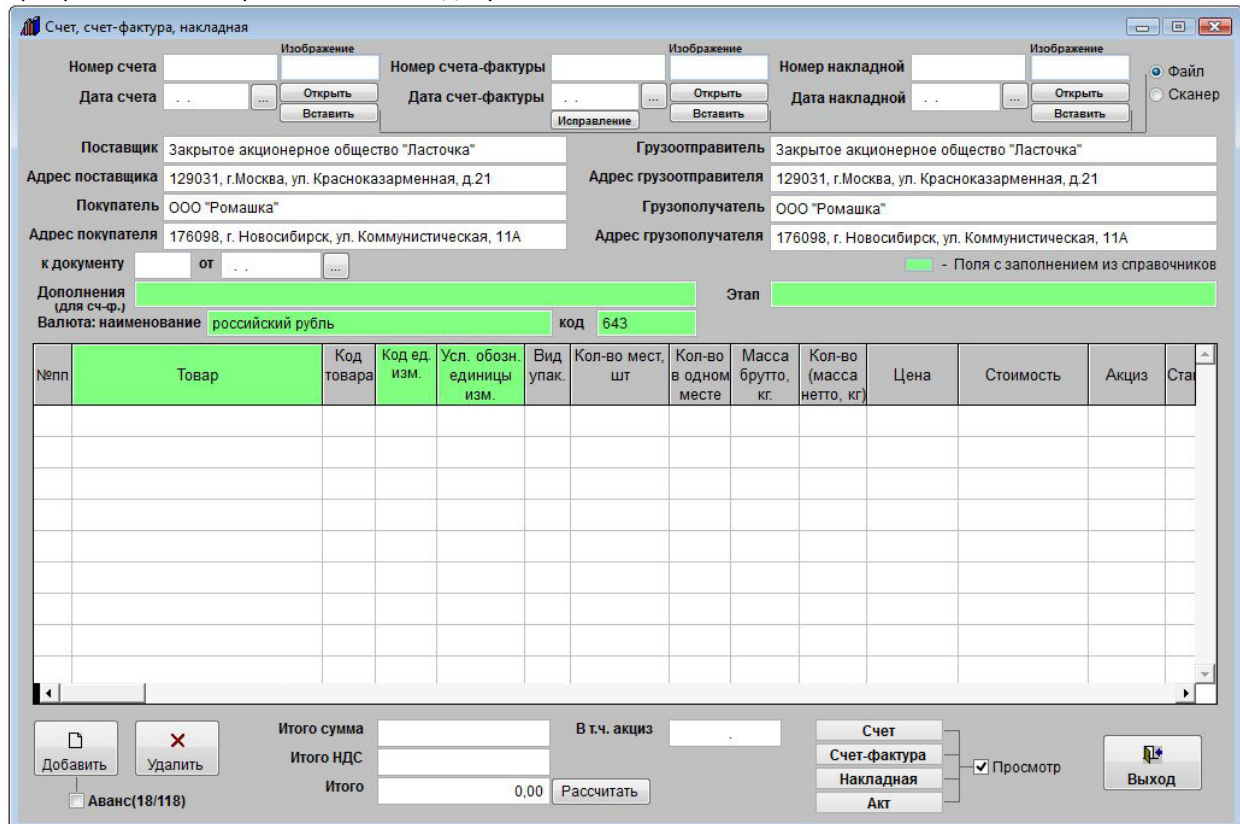 Счет, счет-фактура, накладная
Изображение Изображение Изображение
Номер счета Номер счета-фактуры Номер накладной Файл
Дата счета . . ... Открыть Дата счет-фактуры . . ... Открыть Дата накладной . . ... Открыть Сканер
Вставить Исправление Вставить Вставить
Поставщик Закрытое акционерное общество "Ласточка" Грузоотправитель Закрытое акционерное общество "Ласточка"
Адрес поставщика 129031, г.Москва, ул. Красноказарменная, д.21 Адрес грузоотправителя 129031, г.Москва, ул. Красноказарменная, д.21
Покупатель ООО "Ромашка" Грузополучатель ООО "Ромашка"
Адрес покупателя 176098, г. Новосибирск, ул. Коммунистическая, 11А Адрес грузополучателя 176098, г. Новосибирск, ул. Коммунистическая, 11А
к документу от . . ... - Поля с заполнением из справочников
Дополнения Этап
(для сч-ф.)
Валюта: наименование российский рубль код 643
№пп Товар Код товара Код ед. изм. Усл. обозн. единицы изм. Вид упак. Кол-во мест, шт Кол-во в одном месте Масса брутто, кг. Кол-во (масса нетто, кг) Цена Стоимость Акциз Ста
Добавить Удалить Итого сумма В т.ч. акциз . Счет
Итого НДС Счет-фактура Просмотр Выход
Аванс(18/118) Итого 0,00 Рассчитать Накладная
Акт